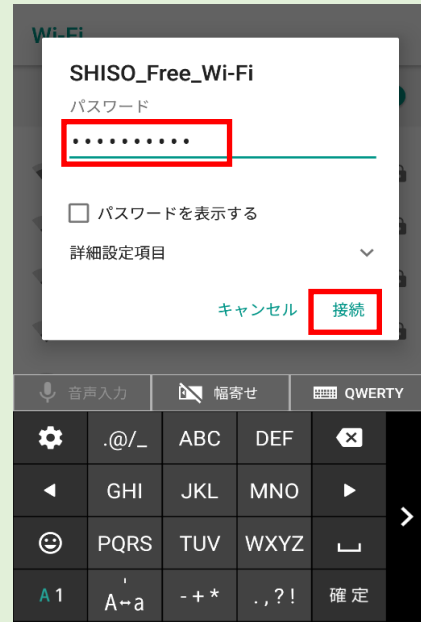 Wi-Fi
SHISO_Free_Wi-Fi
パスワード
••••••••••
パスワードを表示する
詳細設定項目
キャンセル 接続
音声入力 幅寄せ QWERTY
.@/_ ABC DEF
GHI JKL MNO
PQRS TUV WXYZ
A1 A↔a -+* .,?! 確定